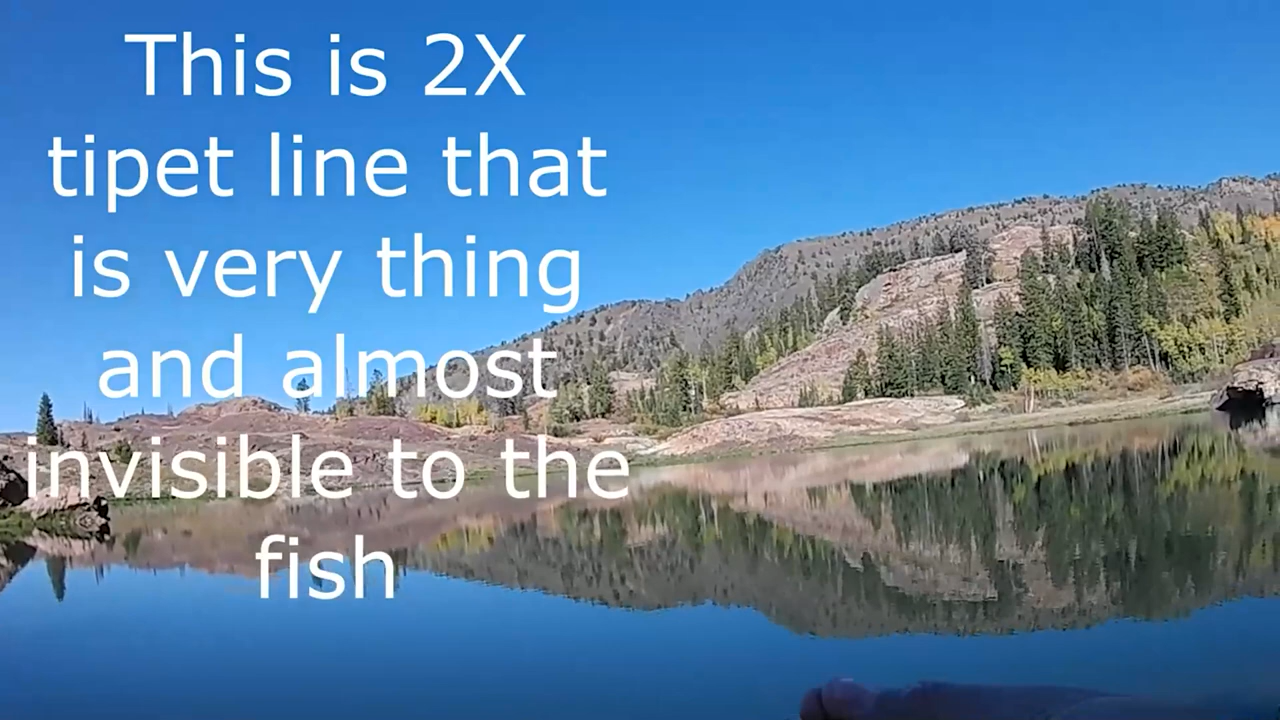 This is 2X
tipet line that
is very thing
and almost
invisible to the
fish